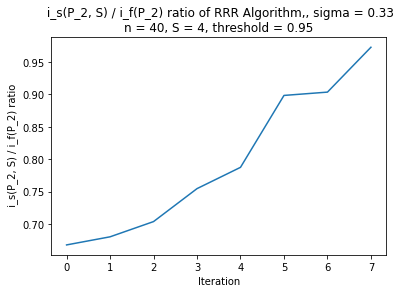 i_s(P_2, S) / i_f(P_2) ratio of RRR Algorithm,, sigma = 0.33
n = 40, S = 4, threshold = 0.95
i_s(P_2, S) / i_f(P_2) ratio
0.95
0.90
0.85
0.80
0.75
0.70
0 1 2 3 4 5 6 7
Iteration